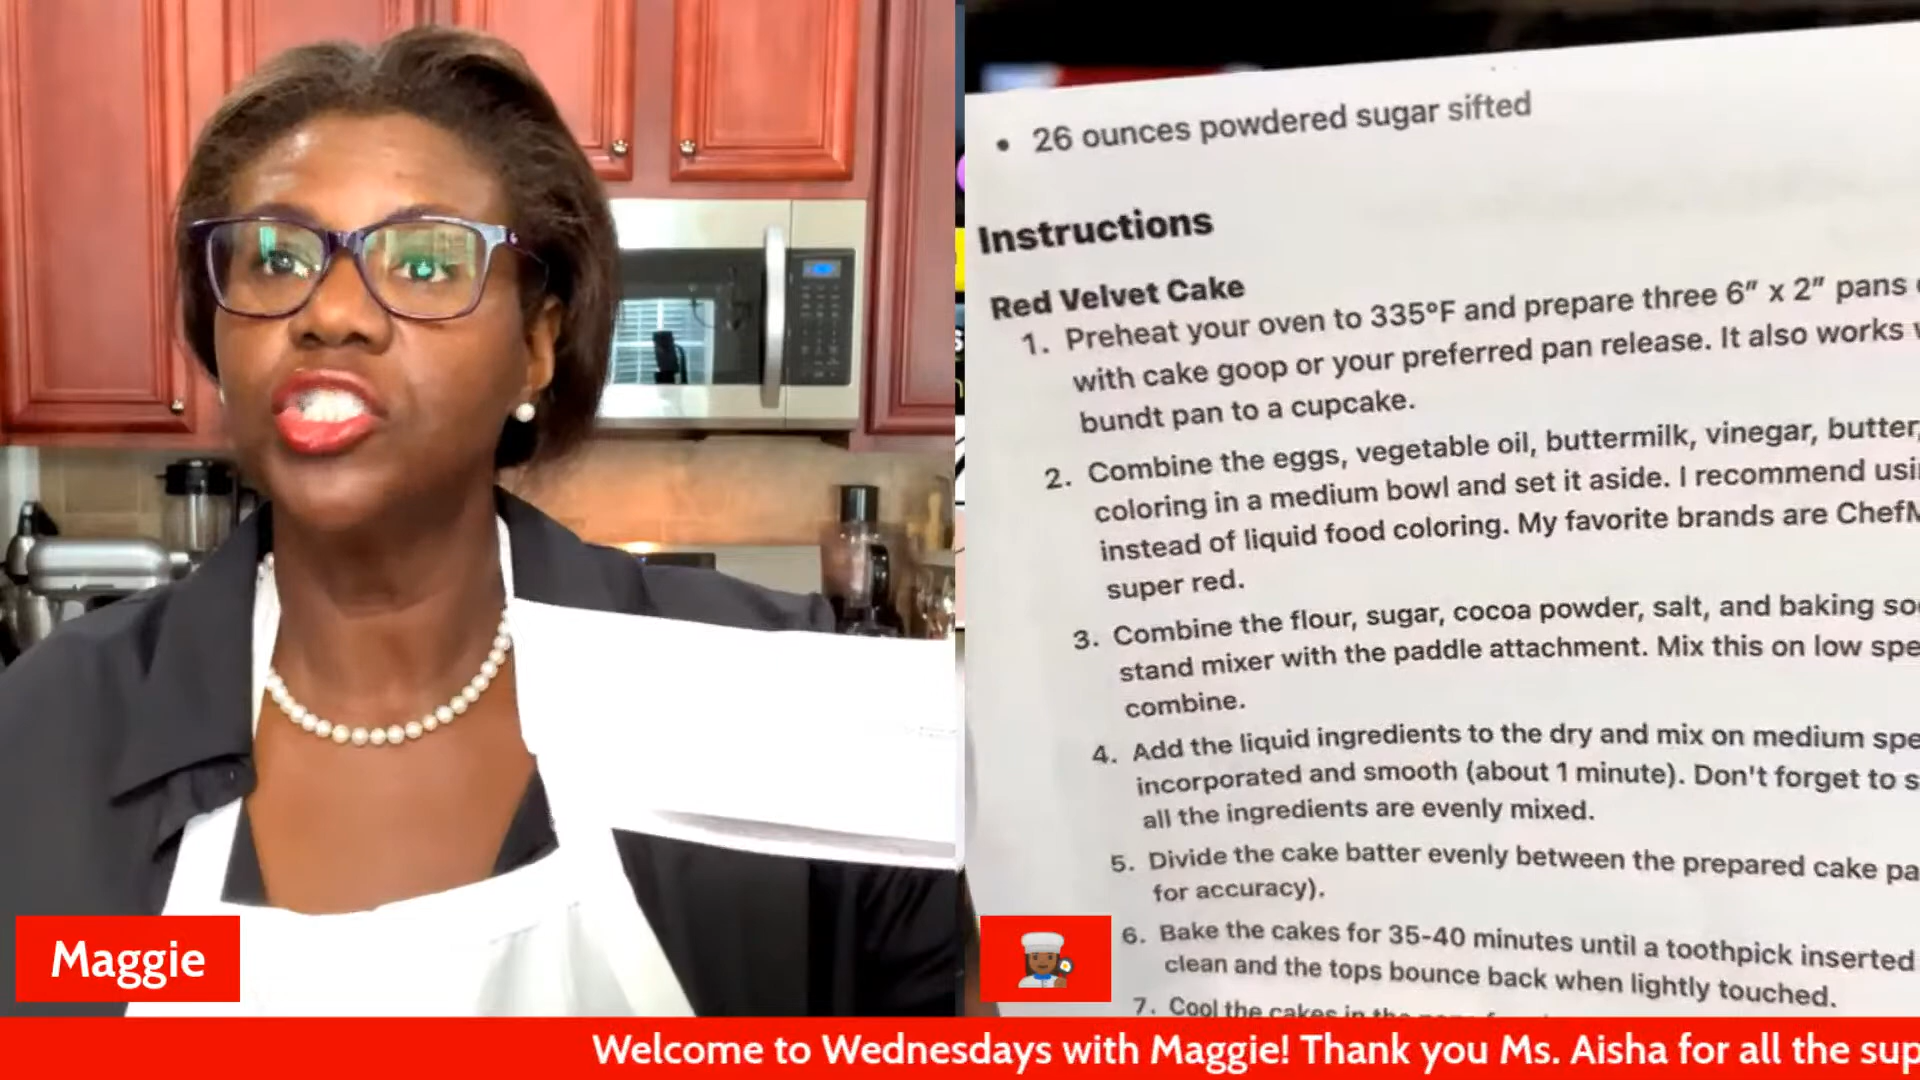 26 ounces powdered sugar sifted
Instructions
Red Velvet Cake
1. Preheat your oven to 335°F and prepare three 6" x 2" pans
with cake goop or your preferred pan release. It also works
bundt pan to a cupcake.
2. Combine the eggs, vegetable oil, buttermilk, vinegar, butter,
coloring in a medium bowl and set it aside. I recommend usi
instead of liquid food coloring. My favorite brands are ChefM
super red.
3. Combine the flour, sugar, cocoa powder, salt, and baking so
stand mixer with the paddle attachment. Mix this on low spe
combine.
4. Add the liquid ingredients to the dry and mix on medium spe
incorporated and smooth (about 1 minute). Don't forget to s
all the ingredients are evenly mixed.
5. Divide the cake batter evenly between the prepared cake pa
for accuracy).
6. Bake the cakes for 35-40 minutes until a toothpick inserted
clean and the tops bounce back when lightly touched.
7. Cool the cakes in the
Maggie
Welcome to Wednesdays with Maggie! Thank you Ms. Aisha for all the sup